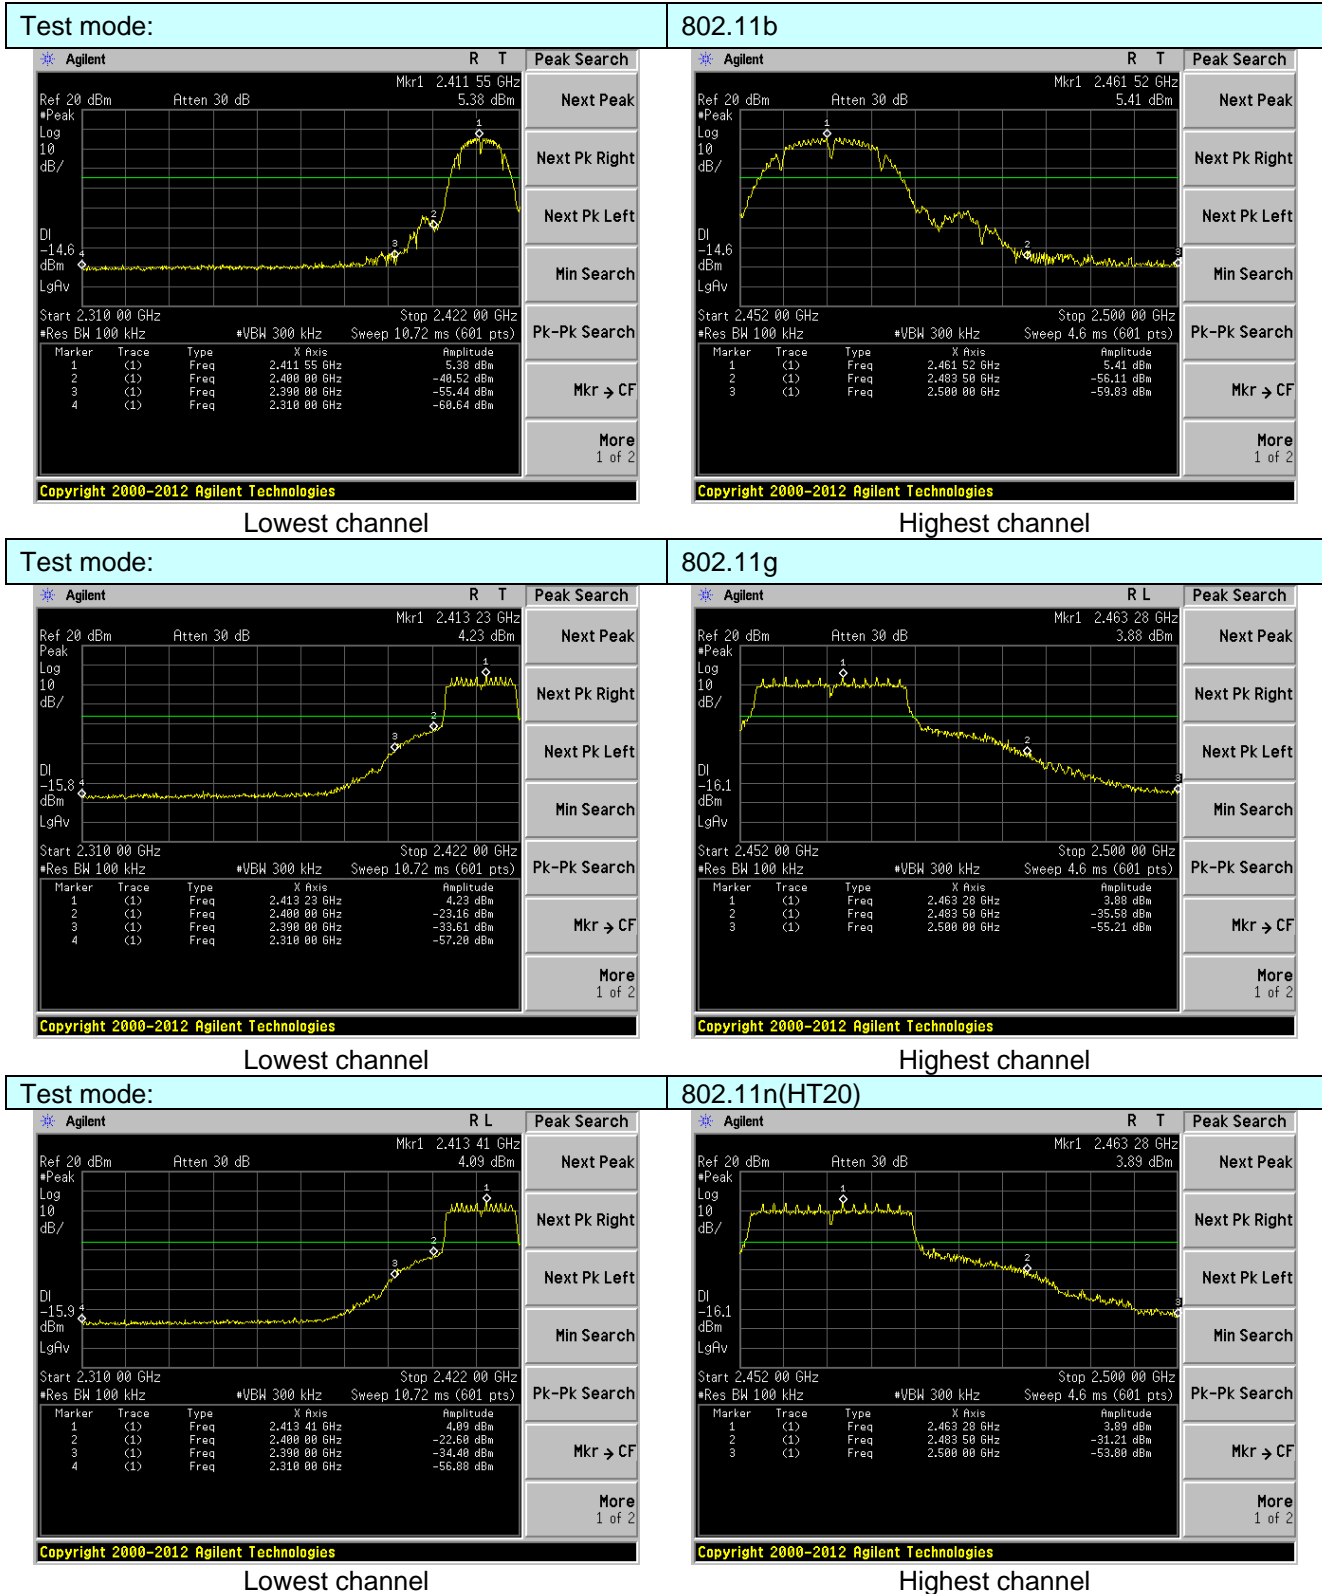 Test mode: 802.11b
Agilent R T Peak Search
Mkr1 2.411 55 GHz
Ref 20 dBm Atten 30 dB 5.38 dBm
#Peak
Log
10
dB/
1
2
3
4
DI
-14.6
dBm
LgAv
Start 2.310 00 GHz Stop 2.422 00 GHz
#Res BW 100 kHz #VBW 300 kHz Sweep 10.72 ms (601 pts)
Marker Trace Type X Axis Amplitude
1 (1) Freq 2.411 55 GHz 5.38 dBm
2 (1) Freq 2.400 00 GHz -40.52 dBm
3 (1) Freq 2.390 00 GHz -55.44 dBm
4 (1) Freq 2.310 00 GHz -60.64 dBm
Next Peak
Next Pk Right
Next Pk Left
Min Search
Pk-Pk Search
Mkr → CF
More
1 of 2
Copyright 2000-2012 Agilent Technologies
Lowest channel
Agilent R T Peak Search
Mkr1 2.461 52 GHz
Ref 20 dBm Atten 30 dB 5.41 dBm
#Peak
Log
10
dB/
1
2
3
DI
-14.6
dBm
LgAv
Start 2.452 00 GHz Stop 2.500 00 GHz
#Res BW 100 kHz #VBW 300 kHz Sweep 4.6 ms (601 pts)
Marker Trace Type X Axis Amplitude
1 (1) Freq 2.461 52 GHz 5.41 dBm
2 (1) Freq 2.483 50 GHz -56.11 dBm
3 (1) Freq 2.500 00 GHz -59.83 dBm
Next Peak
Next Pk Right
Next Pk Left
Min Search
Pk-Pk Search
Mkr → CF
More
1 of 2
Copyright 2000-2012 Agilent Technologies
Highest channel
Test mode: 802.11g
Agilent R T Peak Search
Mkr1 2.413 23 GHz
Ref 20 dBm Atten 30 dB 4.23 dBm
Peak
Log
10
dB/
1
2
3
4
DI
-15.8
dBm
LgAv
Start 2.310 00 GHz Stop 2.422 00 GHz
#Res BW 100 kHz #VBW 300 kHz Sweep 10.72 ms (601 pts)
Marker Trace Type X Axis Amplitude
1 (1) Freq 2.413 23 GHz 4.23 dBm
2 (1) Freq 2.400 00 GHz -23.16 dBm
3 (1) Freq 2.390 00 GHz -33.61 dBm
4 (1) Freq 2.310 00 GHz -57.20 dBm
Next Peak
Next Pk Right
Next Pk Left
Min Search
Pk-Pk Search
Mkr → CF
More
1 of 2
Copyright 2000-2012 Agilent Technologies
Lowest channel
Agilent R L Peak Search
Mkr1 2.463 28 GHz
Ref 20 dBm Atten 30 dB 3.88 dBm
#Peak
Log
10
dB/
1
2
3
DI
-16.1
dBm
LgAv
Start 2.452 00 GHz Stop 2.500 00 GHz
#Res BW 100 kHz #VBW 300 kHz Sweep 4.6 ms (601 pts)
Marker Trace Type X Axis Amplitude
1 (1) Freq 2.463 28 GHz 3.88 dBm
2 (1) Freq 2.483 50 GHz -35.58 dBm
3 (1) Freq 2.500 00 GHz -55.21 dBm
Next Peak
Next Pk Right
Next Pk Left
Min Search
Pk-Pk Search
Mkr → CF
More
1 of 2
Copyright 2000-2012 Agilent Technologies
Highest channel
Test mode: 802.11n(HT20)
Agilent R L Peak Search
Mkr1 2.413 41 GHz
Ref 20 dBm Atten 30 dB 4.09 dBm
#Peak
Log
10
dB/
1
2
3
4
DI
-15.9
dBm
LgAv
Start 2.310 00 GHz Stop 2.422 00 GHz
#Res BW 100 kHz #VBW 300 kHz Sweep 10.72 ms (601 pts)
Marker Trace Type X Axis Amplitude
1 (1) Freq 2.413 41 GHz 4.09 dBm
2 (1) Freq 2.400 00 GHz -22.60 dBm
3 (1) Freq 2.390 00 GHz -34.40 dBm
4 (1) Freq 2.310 00 GHz -56.88 dBm
Next Peak
Next Pk Right
Next Pk Left
Min Search
Pk-Pk Search
Mkr → CF
More
1 of 2
Copyright 2000-2012 Agilent Technologies
Lowest channel
Agilent R T Peak Search
Mkr1 2.463 28 GHz
Ref 20 dBm Atten 30 dB 3.89 dBm
#Peak
Log
10
dB/
1
2
3
DI
-16.1
dBm
LgAv
Start 2.452 00 GHz Stop 2.500 00 GHz
#Res BW 100 kHz #VBW 300 kHz Sweep 4.6 ms (601 pts)
Marker Trace Type X Axis Amplitude
1 (1) Freq 2.463 28 GHz 3.89 dBm
2 (1) Freq 2.483 50 GHz -31.21 dBm
3 (1) Freq 2.500 00 GHz -53.80 dBm
Next Peak
Next Pk Right
Next Pk Left
Min Search
Pk-Pk Search
Mkr → CF
More
1 of 2
Copyright 2000-2012 Agilent Technologies
Highest channel